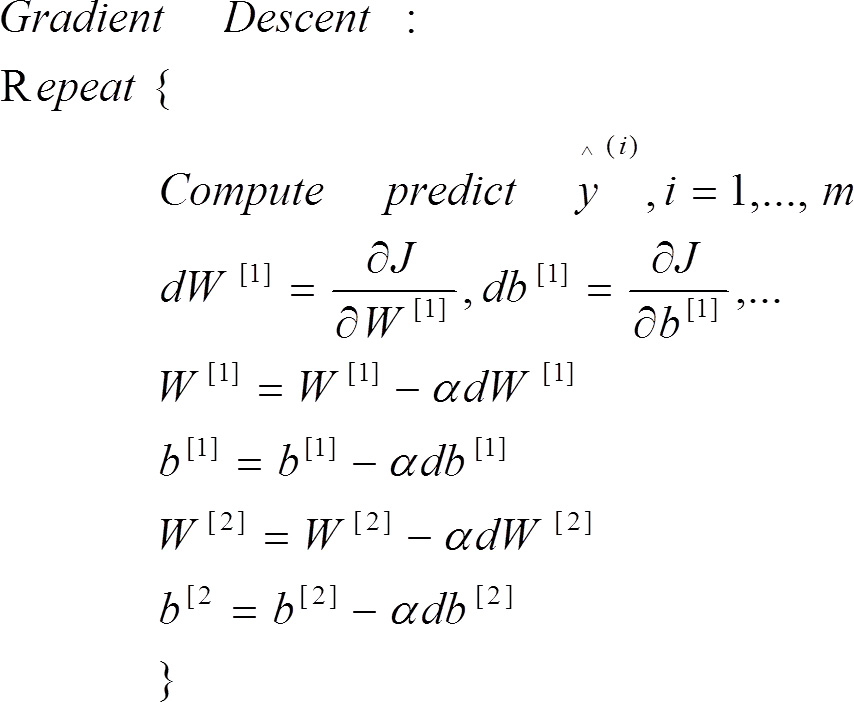 Gradient Descent :
Repeat {
Compute predict ŷ^(i), i = 1,..., m
dW^[1] = ∂J/∂W^[1], db^[1] = ∂J/∂b^[1],...
W^[1] = W^[1] − αdW^[1]
b^[1] = b^[1] − αdb^[1]
W^[2] = W^[2] − αdW^[2]
b^[2 = b^[2] − αdb^[2]
}